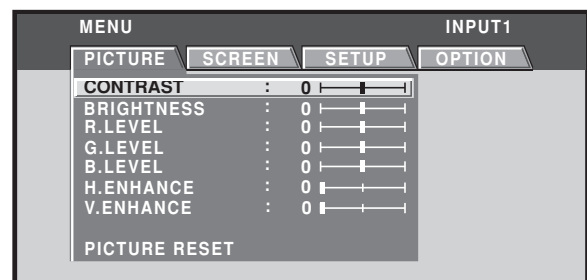 MENU INPUT1
PICTURE SCREEN SETUP OPTION
CONTRAST : 0
BRIGHTNESS : 0
R.LEVEL : 0
G.LEVEL : 0
B.LEVEL : 0
H.ENHANCE : 0
V.ENHANCE : 0
PICTURE RESET